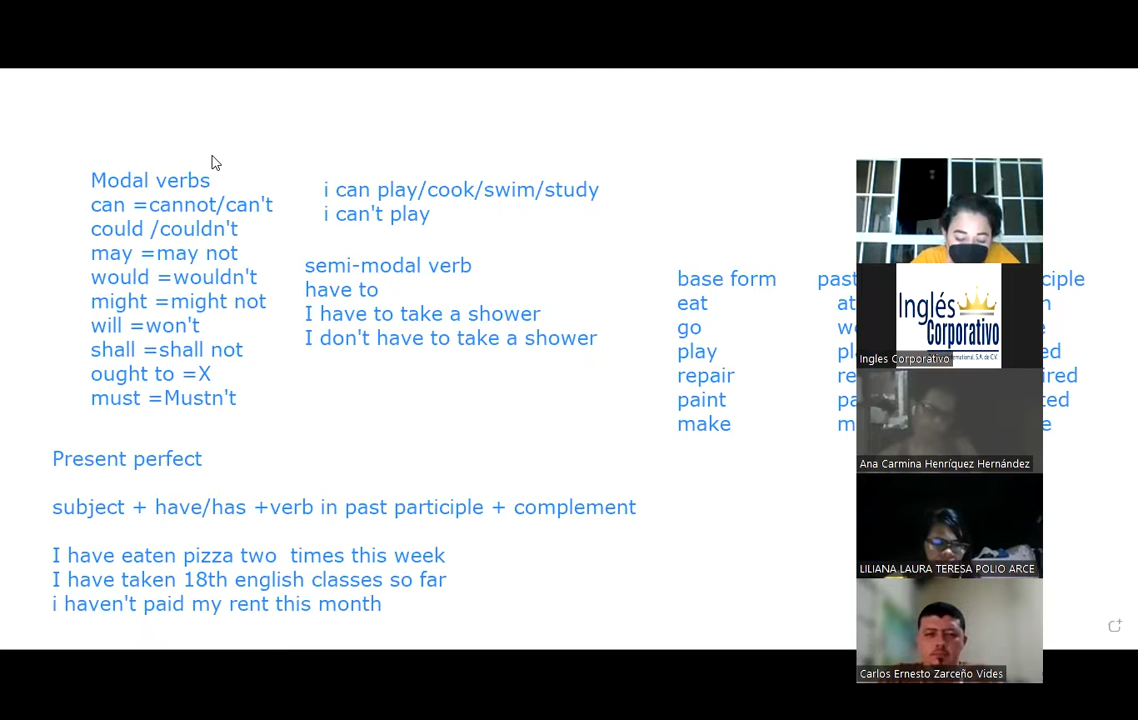 Modal verbs
can =cannot/can't
could /couldn't
may =may not
would =wouldn't
might =might not
will =won't
shall =shall not
ought to =X
must =Mustn't
i can play/cook/swim/study
i can't play
semi-modal verb
have to
I have to take a shower
I don't have to take a shower
base form
eat
go
play
repair
paint
make
Present perfect
subject + have/has +verb in past participle + complement
I have eaten pizza two  times this week
I have taken 18th english classes so far
i haven't paid my rent this month
Inglés
Corporativo
Ingles Corporativo
Ana Carmina Henríquez Hernández
LILIANA LAURA TERESA POLIO ARCE
Carlos Ernesto Zarceño Vides